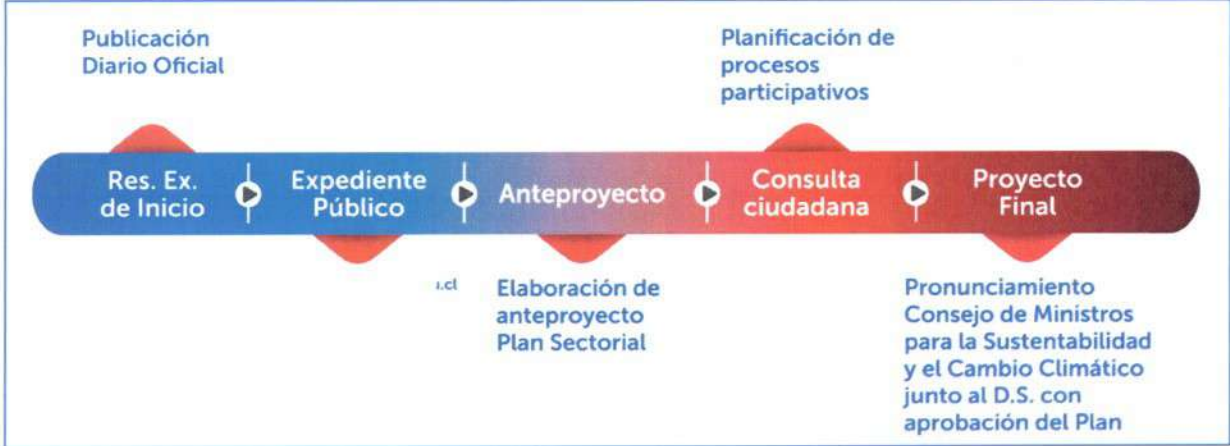 Publicación
Diario Oficial
Planificación de
procesos
participativos
Res. Ex.
de Inicio
Expediente
Público
Anteproyecto
Consulta
ciudadana
Proyecto
Final
.cl
Elaboración de
anteproyecto
Plan Sectorial
Pronunciamiento
Consejo de Ministros
para la Sustentabilidad
y el Cambio Climático
junto al D.S. con
aprobación del Plan